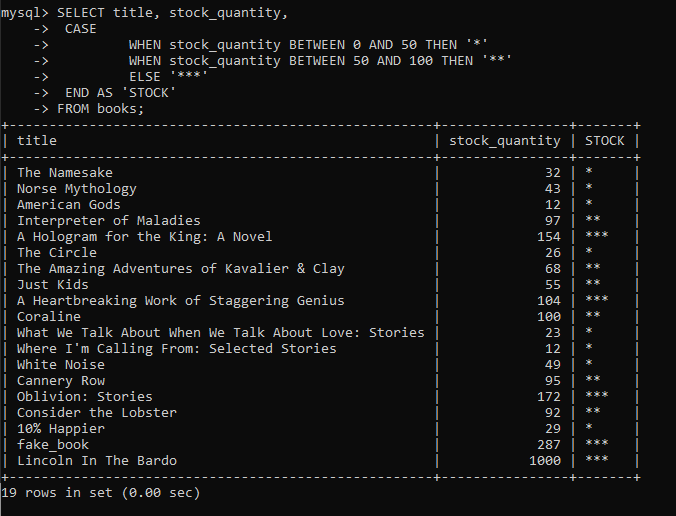 mysql> SELECT title, stock_quantity,
    ->  CASE
    ->          WHEN stock_quantity BETWEEN 0 AND 50 THEN '*'
    ->          WHEN stock_quantity BETWEEN 50 AND 100 THEN '**'
    ->          ELSE '***'
    ->  END AS 'STOCK'
    -> FROM books;
+-----------------------------------------------------+----------------+-------+
| title                                               | stock_quantity | STOCK |
+-----------------------------------------------------+----------------+-------+
| The Namesake                                        |             32 | *     |
| Norse Mythology                                     |             43 | *     |
| American Gods                                       |             12 | *     |
| Interpreter of Maladies                             |             97 | **    |
| A Hologram for the King: A Novel                    |            154 | ***   |
| The Circle                                          |             26 | *     |
| The Amazing Adventures of Kavalier & Clay           |             68 | **    |
| Just Kids                                           |             55 | **    |
| A Heartbreaking Work of Staggering Genius           |            104 | ***   |
| Coraline                                            |            100 | **    |
| What We Talk About When We Talk About Love: Stories |             23 | *     |
| Where I'm Calling From: Selected Stories            |             12 | *     |
| White Noise                                         |             49 | *     |
| Cannery Row                                         |             95 | **    |
| Oblivion: Stories                                   |            172 | ***   |
| Consider the Lobster                                |             92 | **    |
| 10% Happier                                         |             29 | *     |
| fake_book                                           |            287 | ***   |
| Lincoln In The Bardo                                |           1000 | ***   |
+-----------------------------------------------------+----------------+-------+
19 rows in set (0.00 sec)